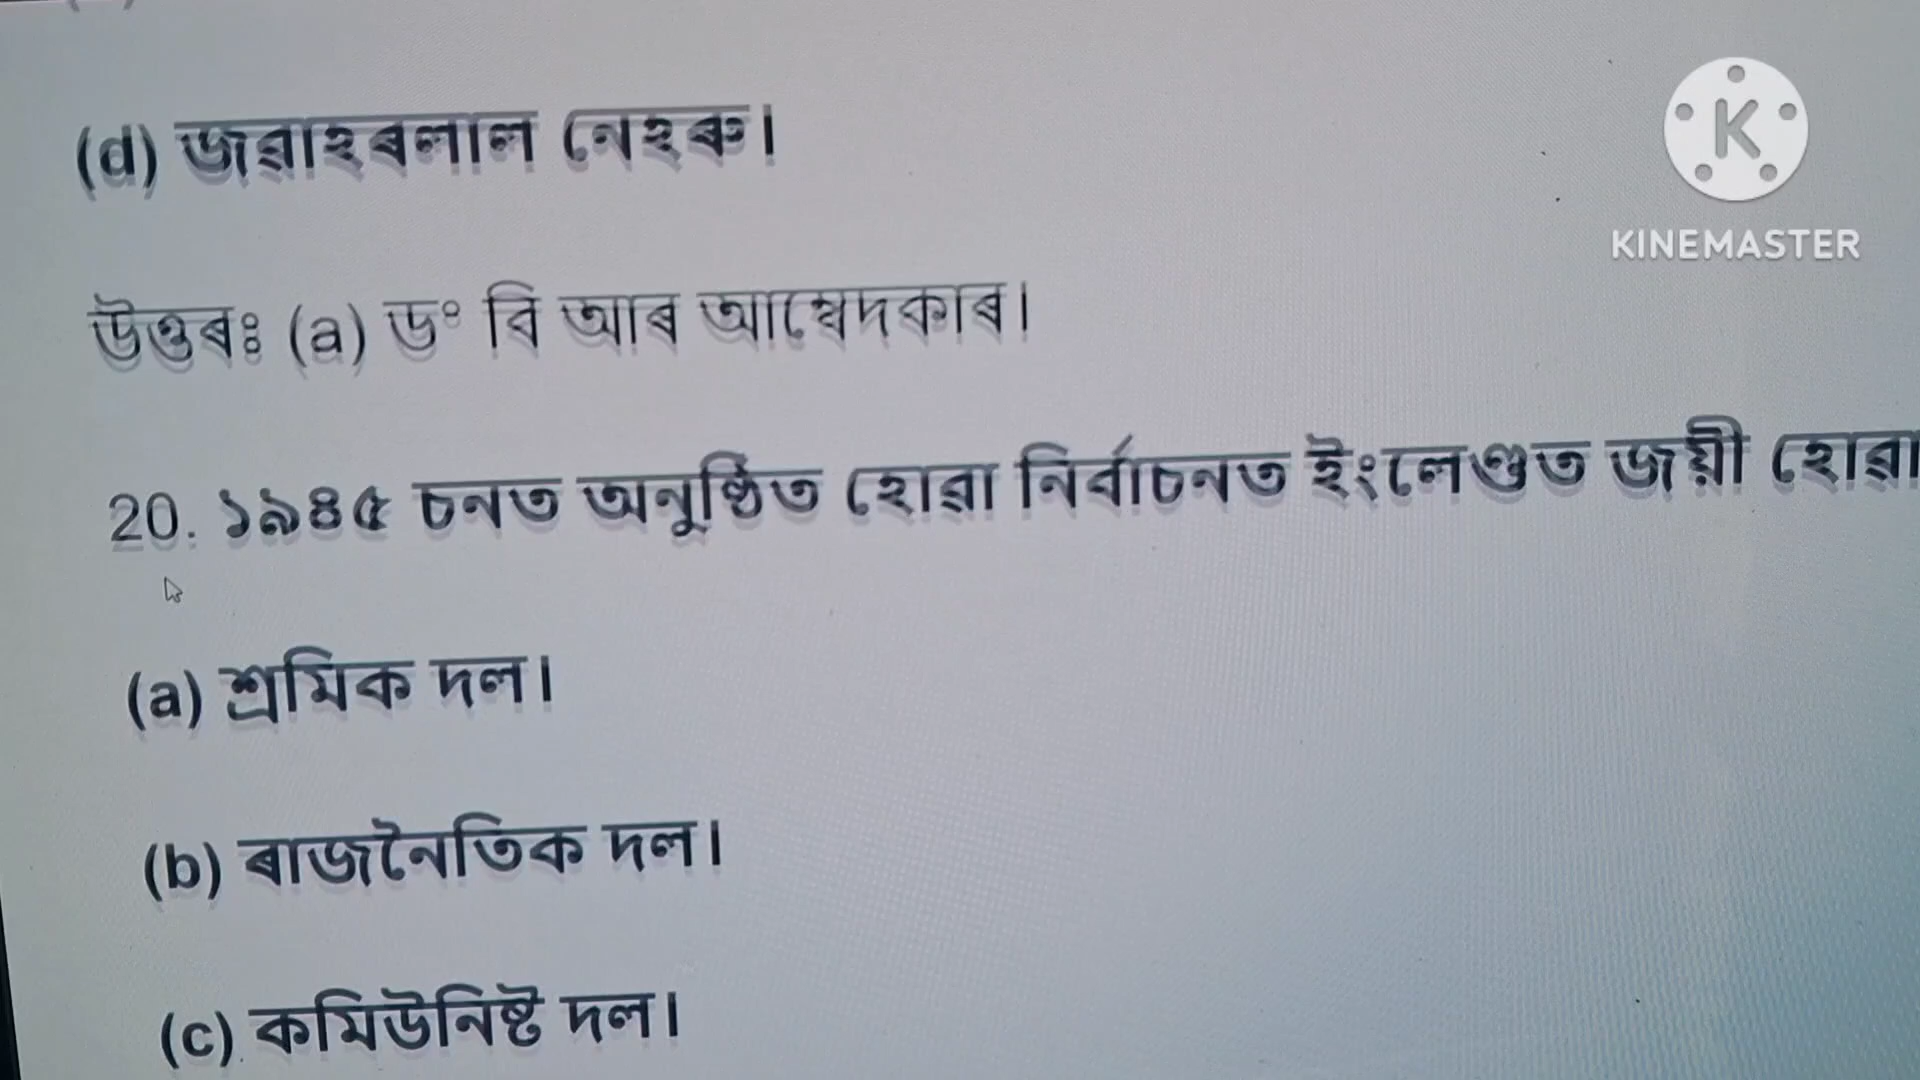 (d) জৱাহৰলাল নেহৰু।
KINEMASTER
উত্তৰঃ (a) ড° বি আৰ আম্বেদকাৰ।
20. ১৯৪৫ চনত অনুষ্ঠিত হোৱা নিৰ্বাচনত ইংলেণ্ডত জয়ী হোৱা
(a) শ্ৰমিক দল।
(b) ৰাজনৈতিক দল।
(c) কমিউনিষ্ট দল।